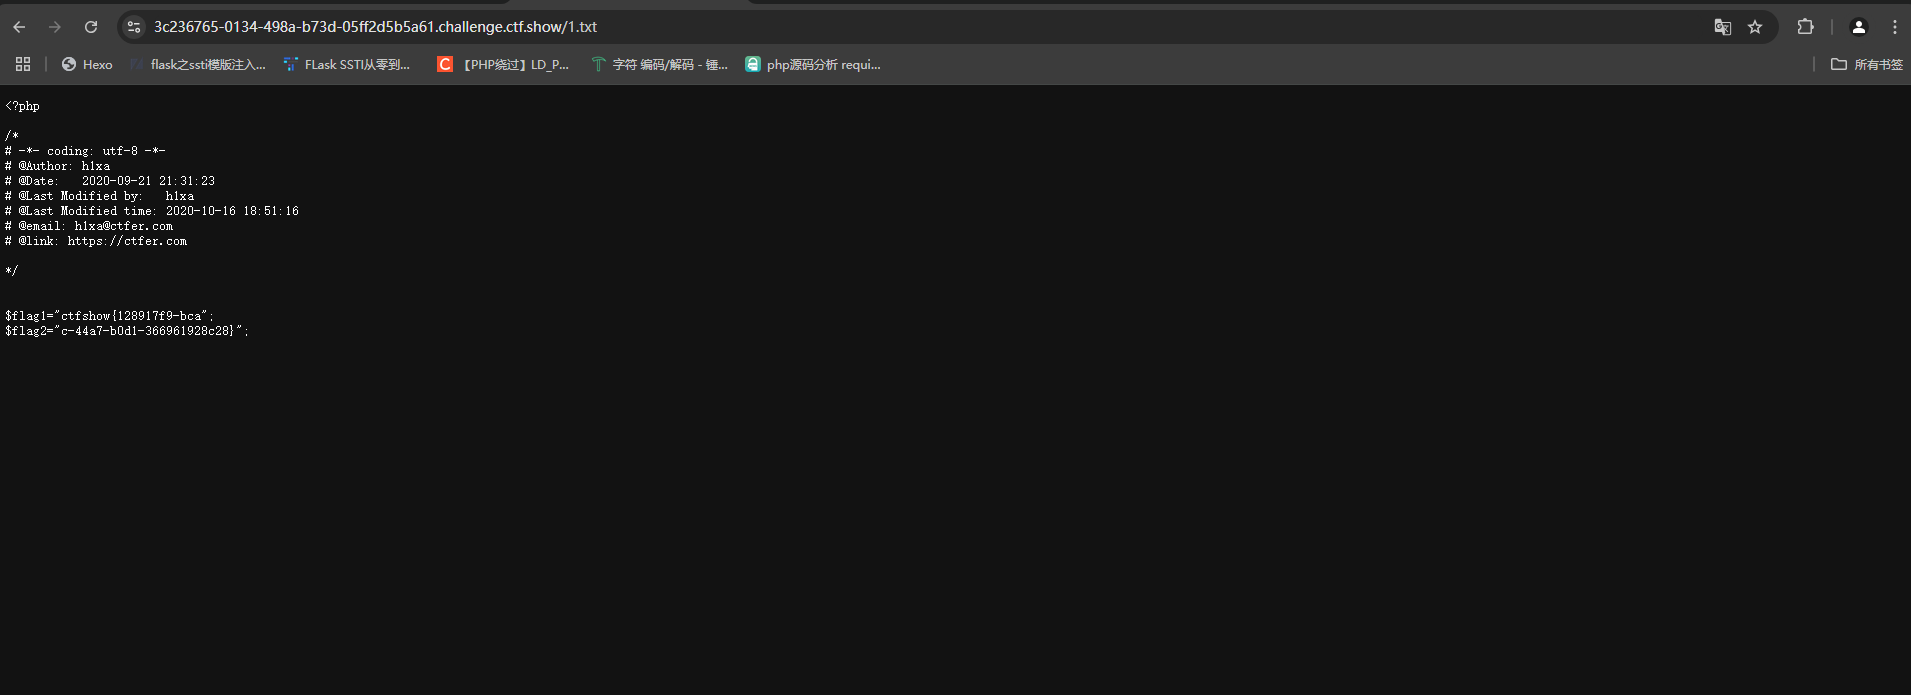 3c236765-0134-498a-b73d-05ff2d5b5a61.challenge.ctf.show/1.txt
Hexo
flask之ssti模版注入...
FLask SSTI从零到...
【PHP绕过】LD_P...
字符 编码/解码 - 锤...
php源码分析 requi...
所有书签
<?php
/*
# -*- coding: utf-8 -*-
# @Author: h1xa
# @Date:   2020-09-21 21:31:23
# @Last Modified by:   h1xa
# @Last Modified time: 2020-10-16 18:51:16
# @email: h1xa@ctfer.com
# @link: https://ctfer.com
*/
$flag1="ctfshow{128917f9-bca";
$flag2="c-44a7-b0d1-366961928c28}";